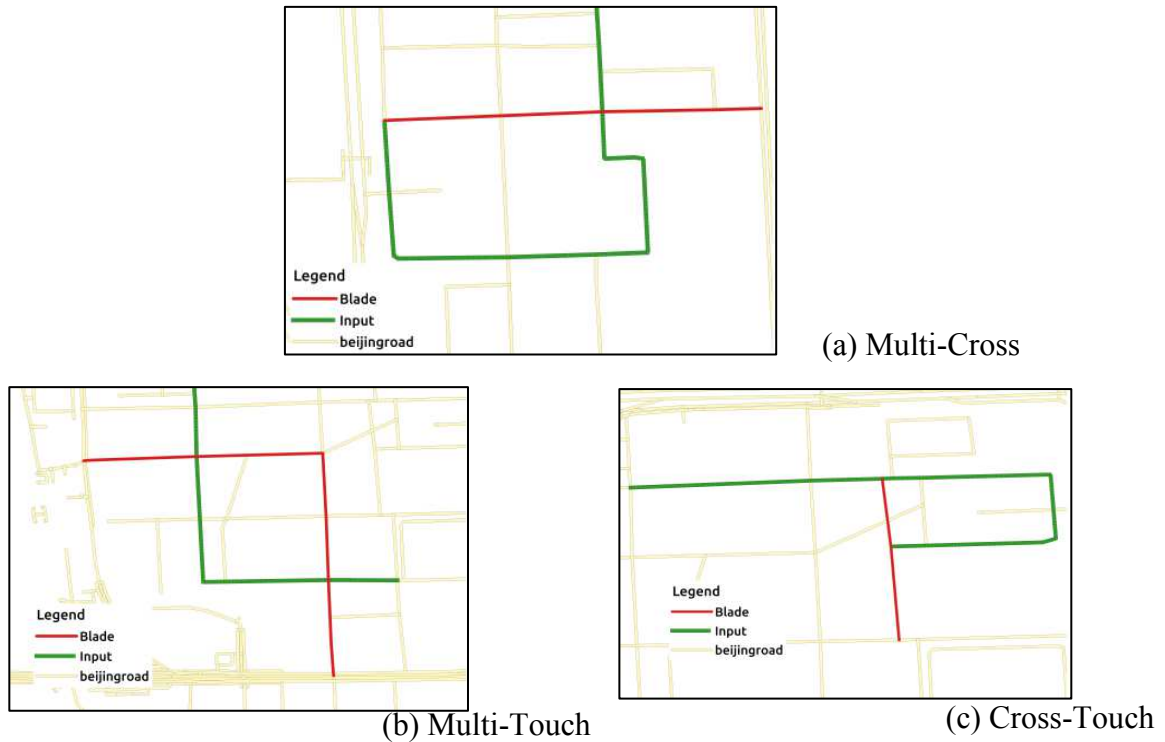 Legend
Blade
Input
beijingroad
(a) Multi-Cross
Legend
Blade
Input
beijingroad
(b) Multi-Touch
Legend
Blade
Input
beijingroad
(c) Cross-Touch